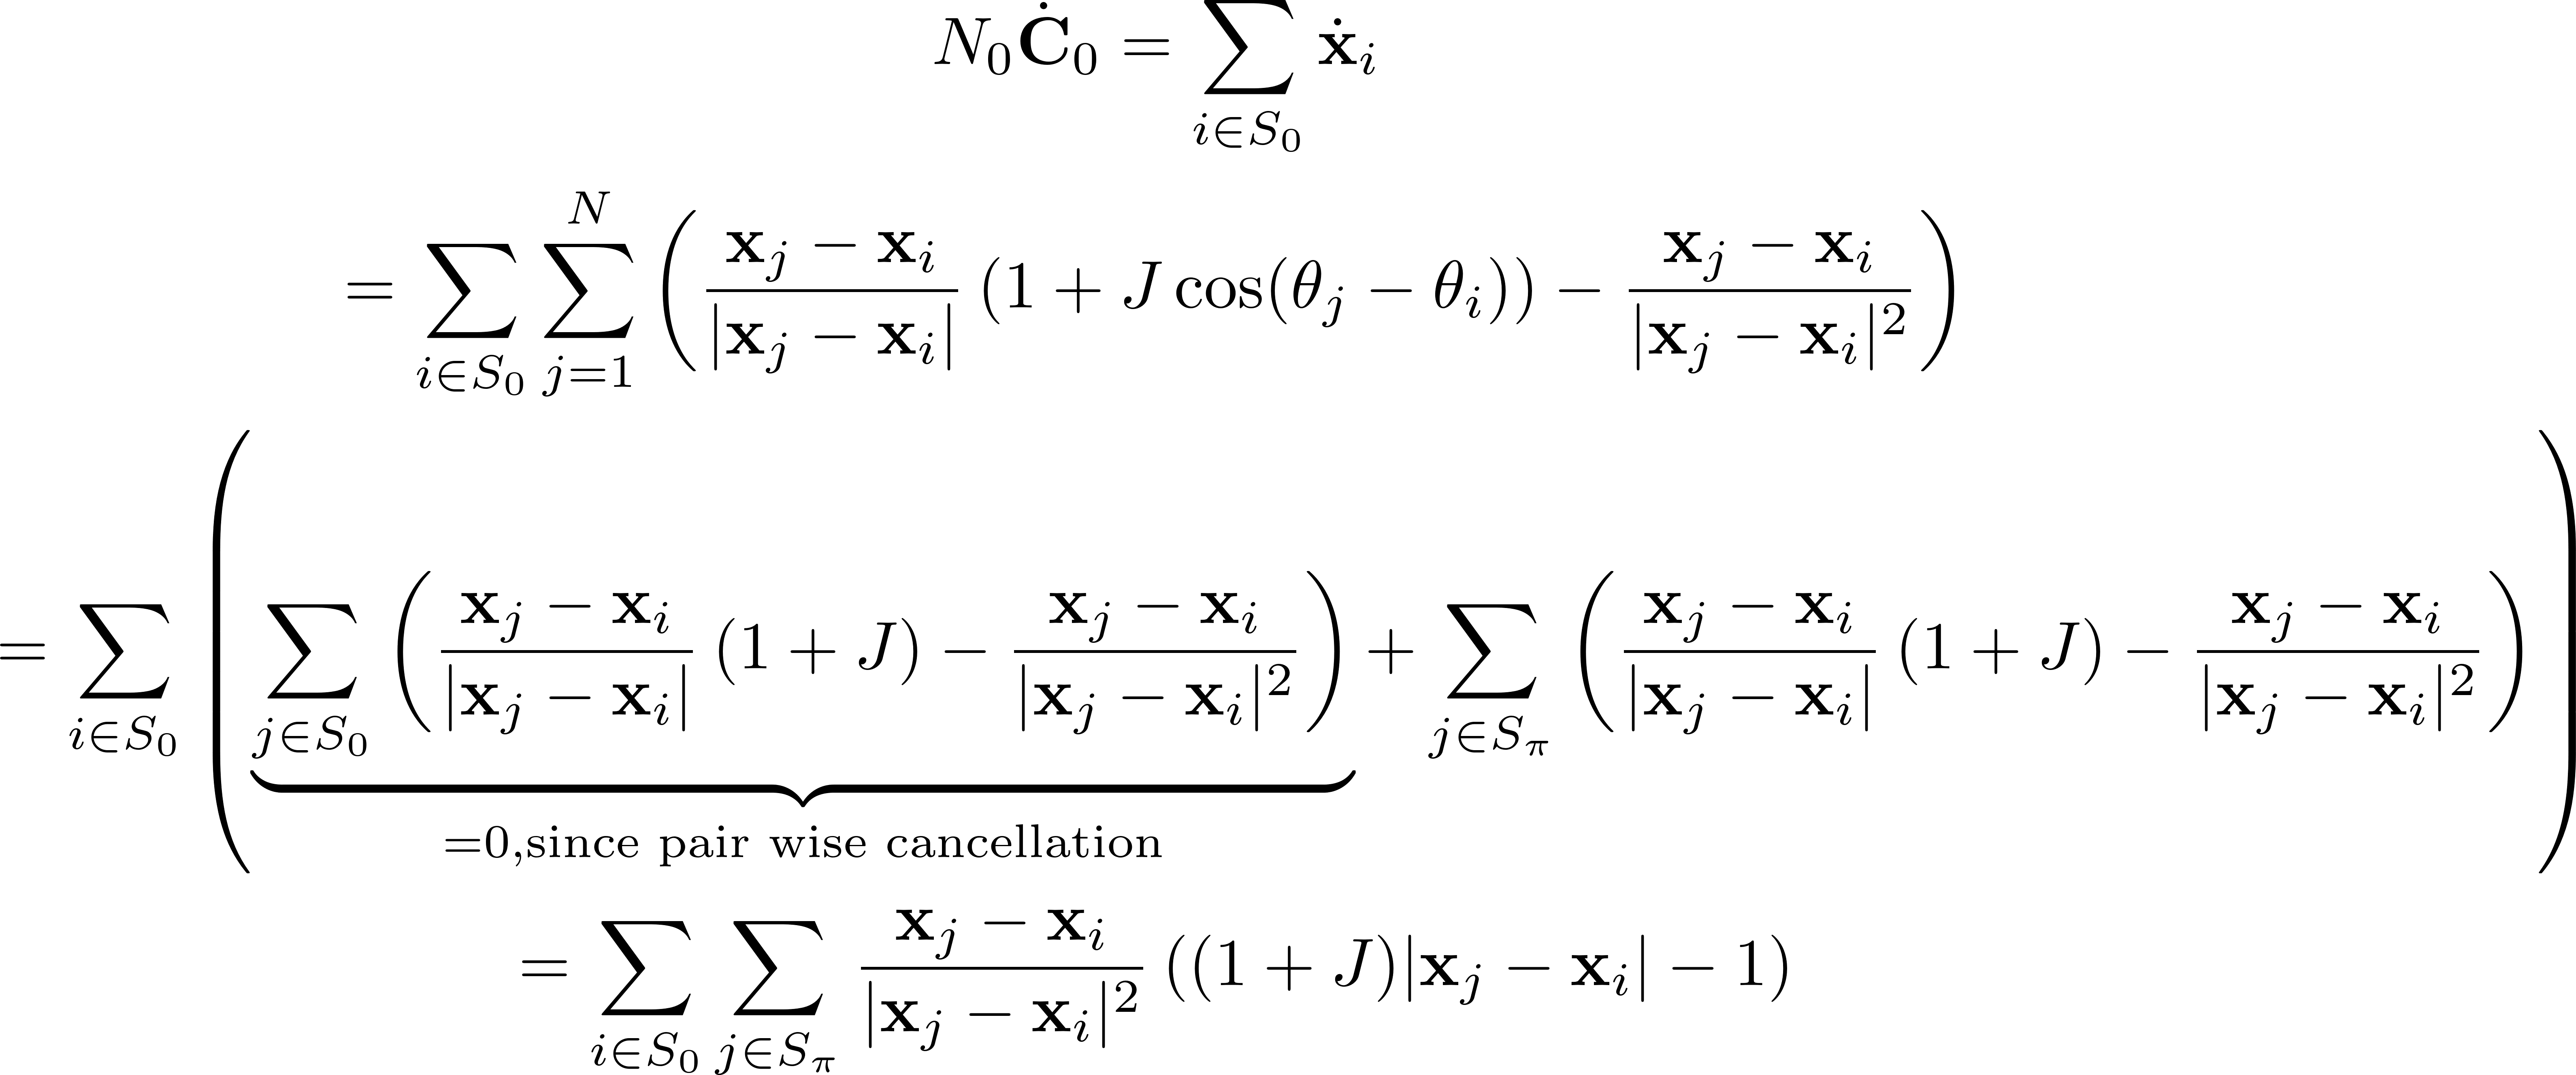 $N_0\dot{\mathbf{C}}_0 = \sum_{i\in S_0} \dot{\mathbf{x}}_i$
$= \sum_{i\in S_0} \sum_{j=1}^{N} \left( \frac{\mathbf{x}_j - \mathbf{x}_i}{|\mathbf{x}_j - \mathbf{x}_i|} (1 + J\cos(\theta_j - \theta_i)) - \frac{\mathbf{x}_j - \mathbf{x}_i}{|\mathbf{x}_j - \mathbf{x}_i|^2} \right)$
$= \sum_{i\in S_0} \left( \underbrace{\sum_{j\in S_0} \left( \frac{\mathbf{x}_j - \mathbf{x}_i}{|\mathbf{x}_j - \mathbf{x}_i|} (1 + J) - \frac{\mathbf{x}_j - \mathbf{x}_i}{|\mathbf{x}_j - \mathbf{x}_i|^2} \right)}_{\text{=0,since pair wise cancellation}} + \sum_{j\in S_\pi} \left( \frac{\mathbf{x}_j - \mathbf{x}_i}{|\mathbf{x}_j - \mathbf{x}_i|} (1 + J) - \frac{\mathbf{x}_j - \mathbf{x}_i}{|\mathbf{x}_j - \mathbf{x}_i|^2} \right) \right)$
$= \sum_{i\in S_0} \sum_{j\in S_\pi} \frac{\mathbf{x}_j - \mathbf{x}_i}{|\mathbf{x}_j - \mathbf{x}_i|^2} ((1 + J)|\mathbf{x}_j - \mathbf{x}_i| - 1)$